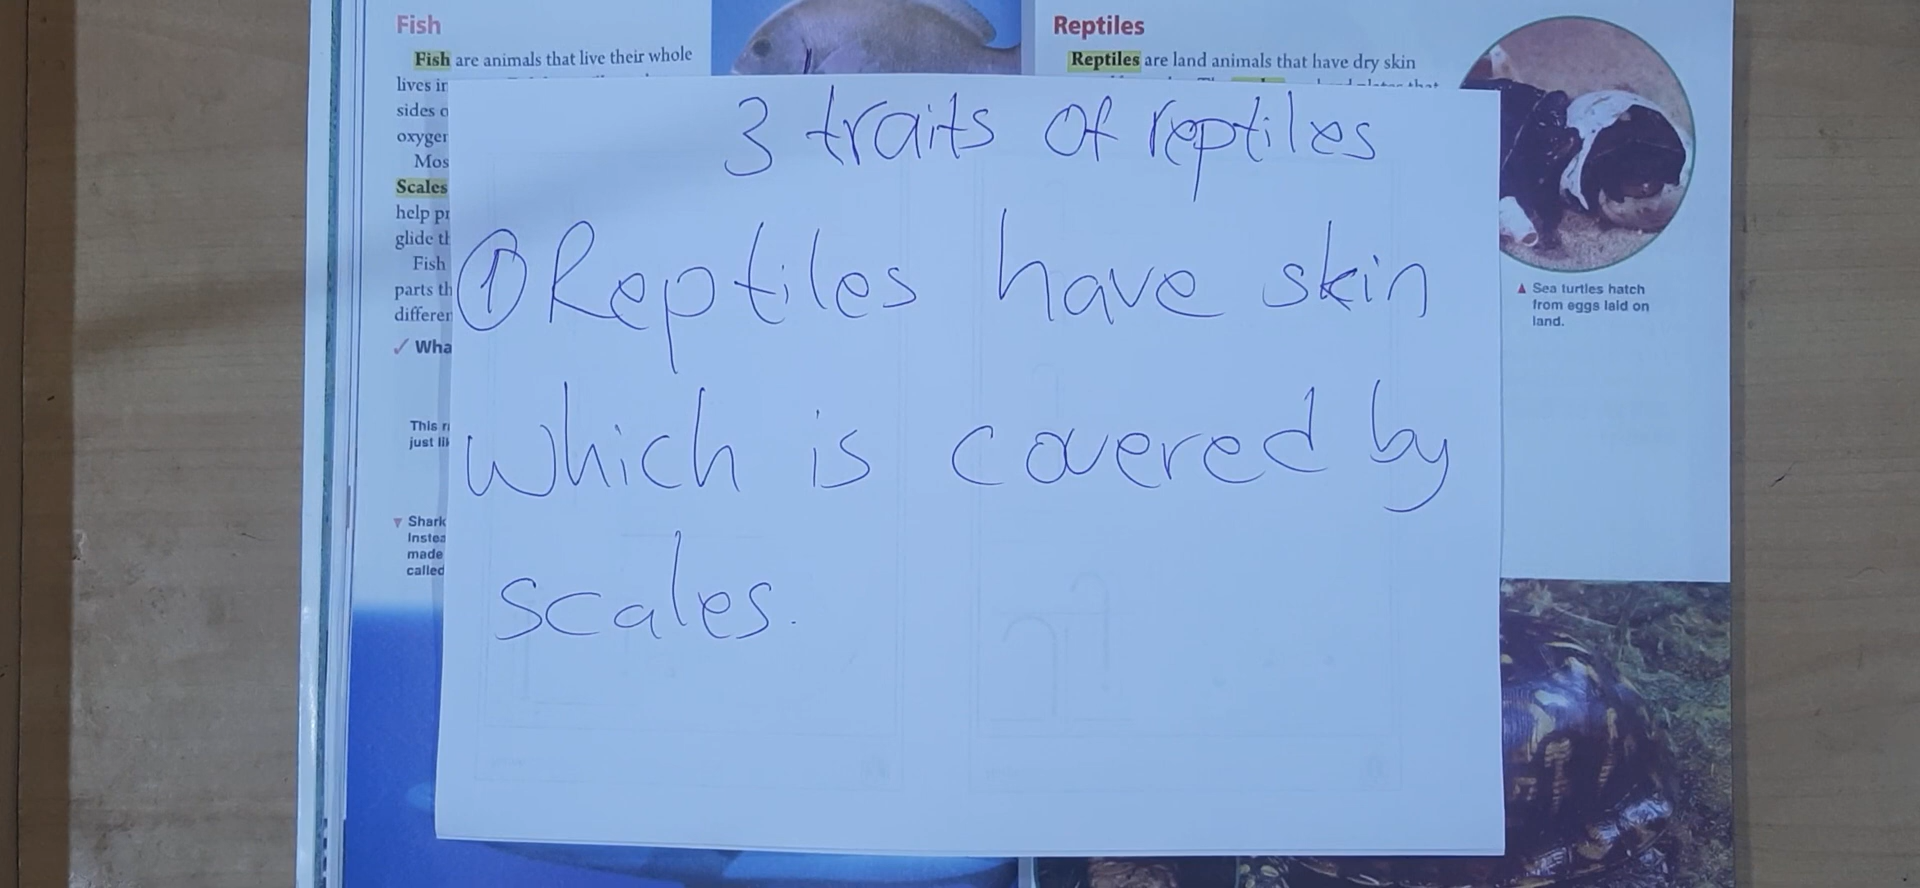 Fish
Fish are animals that live their whole
lives in
sides
oxygen
Mos
Scales
help
glide
Fish
parts
differen
✓ Wha
This
just
▼ Shark
Instea
made
called
Reptiles
Reptiles are land animals that have dry skin
that
▲ Sea turtles hatch
from eggs laid on
land.
3 traits of reptiles
① Reptiles have skin
which is covered by
scales.